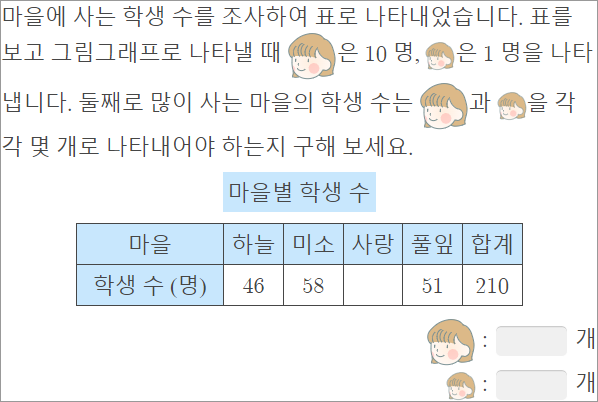 마을에 사는 학생 수를 조사하여 표로 나타내었습니다. 표를
보고 그림그래프로 나타낼 때 은 10 명, 은 1 명을 나타
냅니다. 둘째로 많이 사는 마을의 학생 수는 과 을 각
각 몇 개로 나타내어야 하는지 구해 보세요.
마을별 학생 수
마을 하늘 미소 사랑 풀잎 합계
학생 수 (명) 46 58 51 210
: 개
: 개